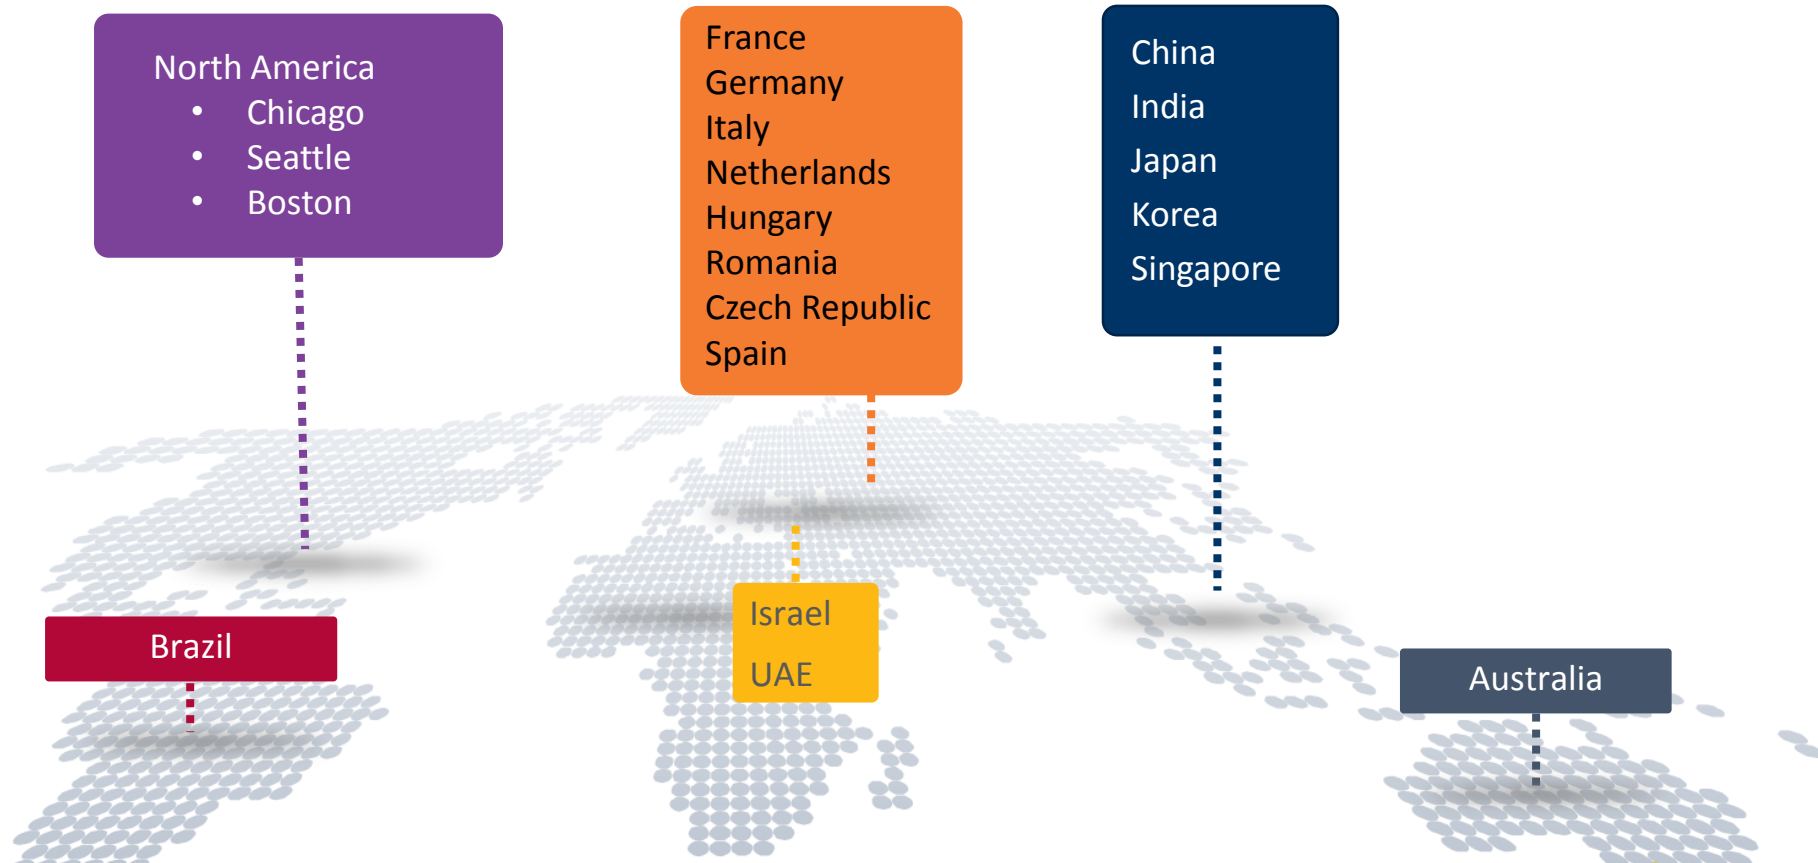 North America
• Chicago
• Seattle
• Boston
France
Germany
Italy
Netherlands
Hungary
Romania
Czech Republic
Spain
China
India
Japan
Korea
Singapore
Israel
UAE
Brazil
Australia